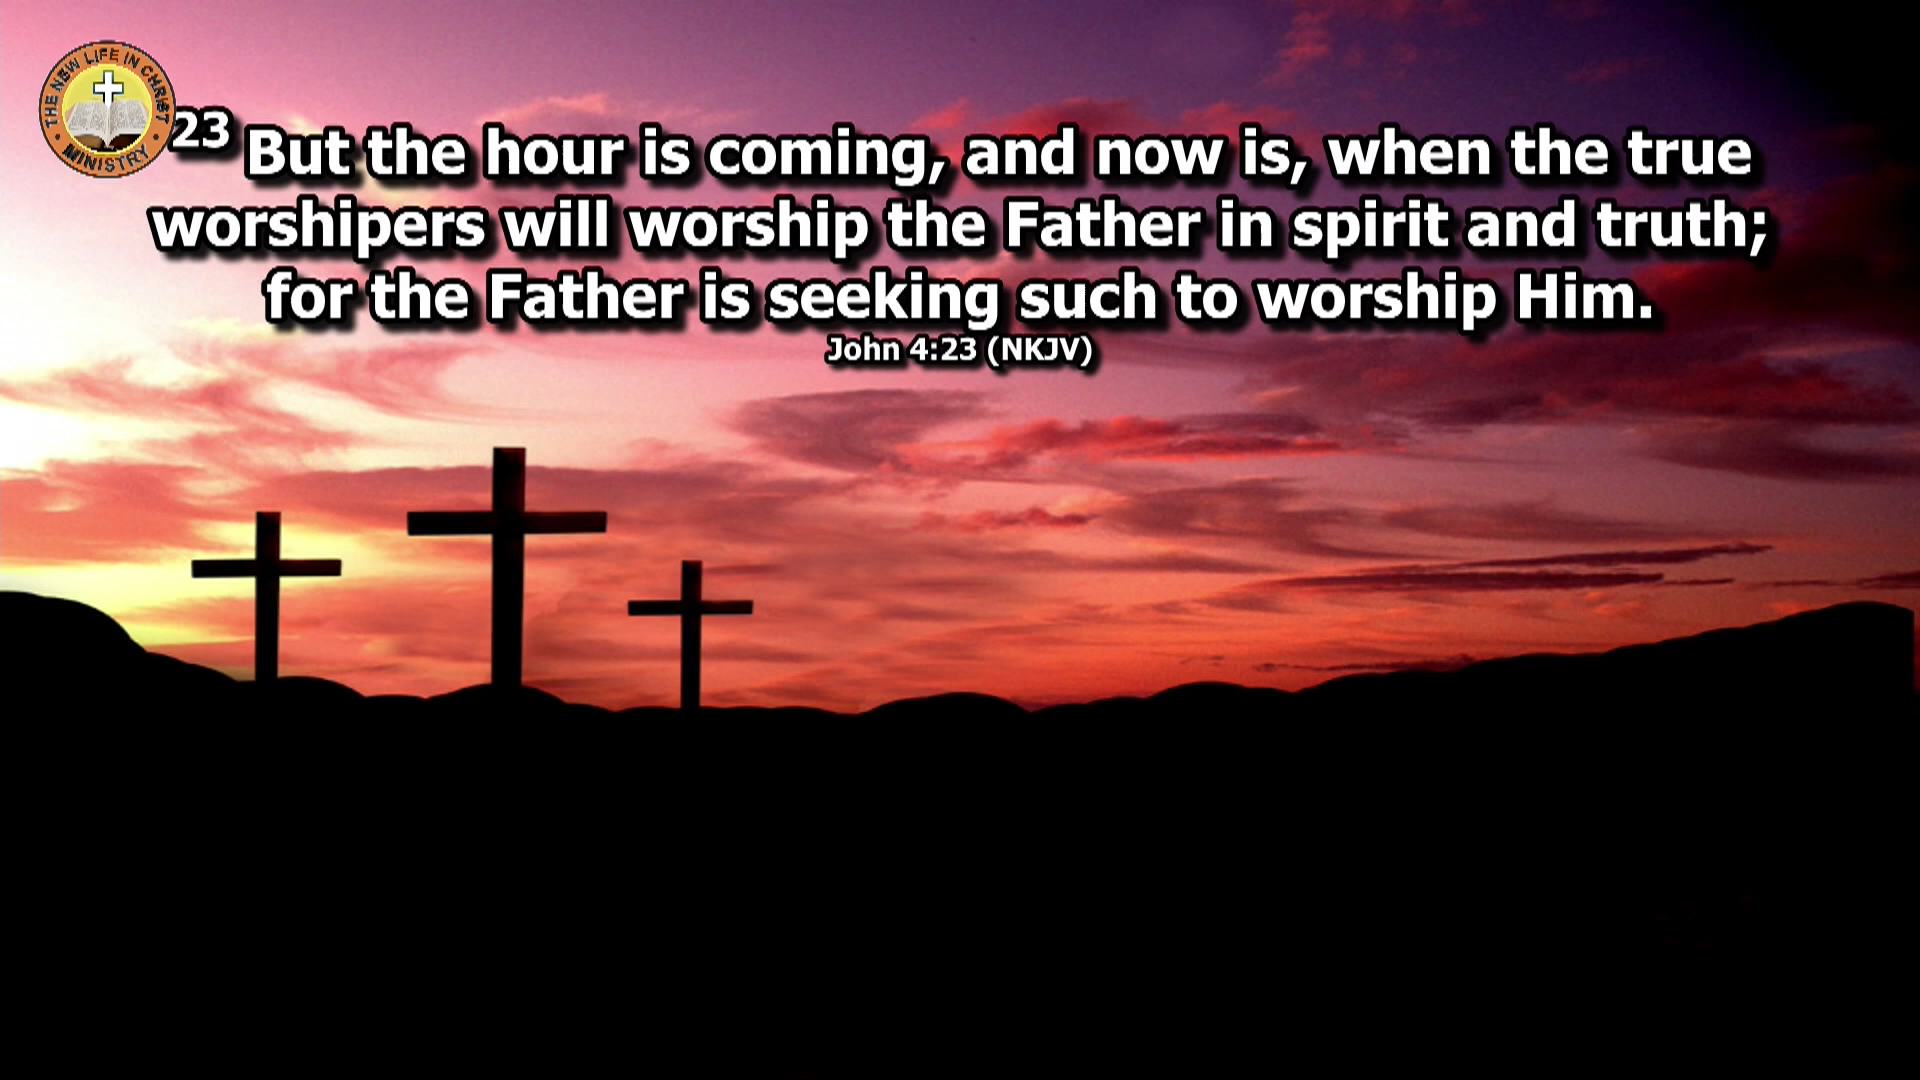 THE NEW LIFE IN CHRIST
MINISTRY
23 But the hour is coming, and now is, when the true
worshipers will worship the Father in spirit and truth;
for the Father is seeking such to worship Him.
John 4:23 (NKJV)